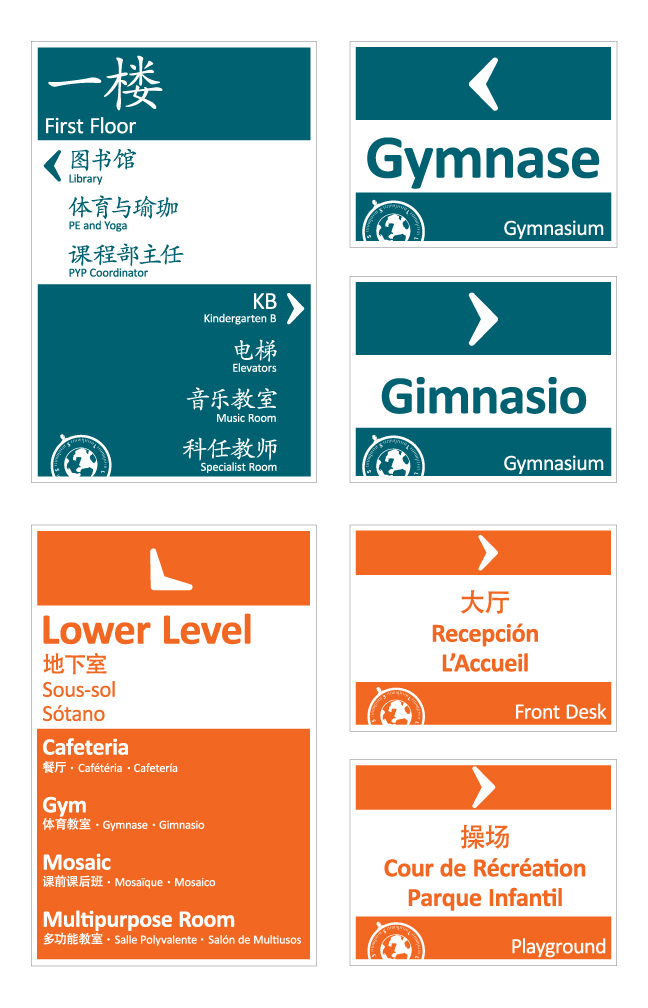 一楼
First Floor
图书馆
Library
体育与瑜珈
PE and Yoga
课程部主任
PYP Coordinator
KB
Kindergarten B
电梯
Elevators
音乐教室
Music Room
科任教师
Specialist Room
Gymnase
Gymnasium
Gimnasio
Gymnasium
Lower Level
地下室
Sous-sol
Sótano
Cafeteria
餐厅 · Cafétéria · Cafetería
Gym
体育教室 · Gymnase · Gimnasio
Mosaic
课前课后班 · Mosaïque · Mosaico
Multipurpose Room
多功能教室 · Salle Polyvalente · Salón de Multiusos
大厅
Recepción
L'Accueil
Front Desk
操场
Cour de Récréation
Parque Infantil
Playground